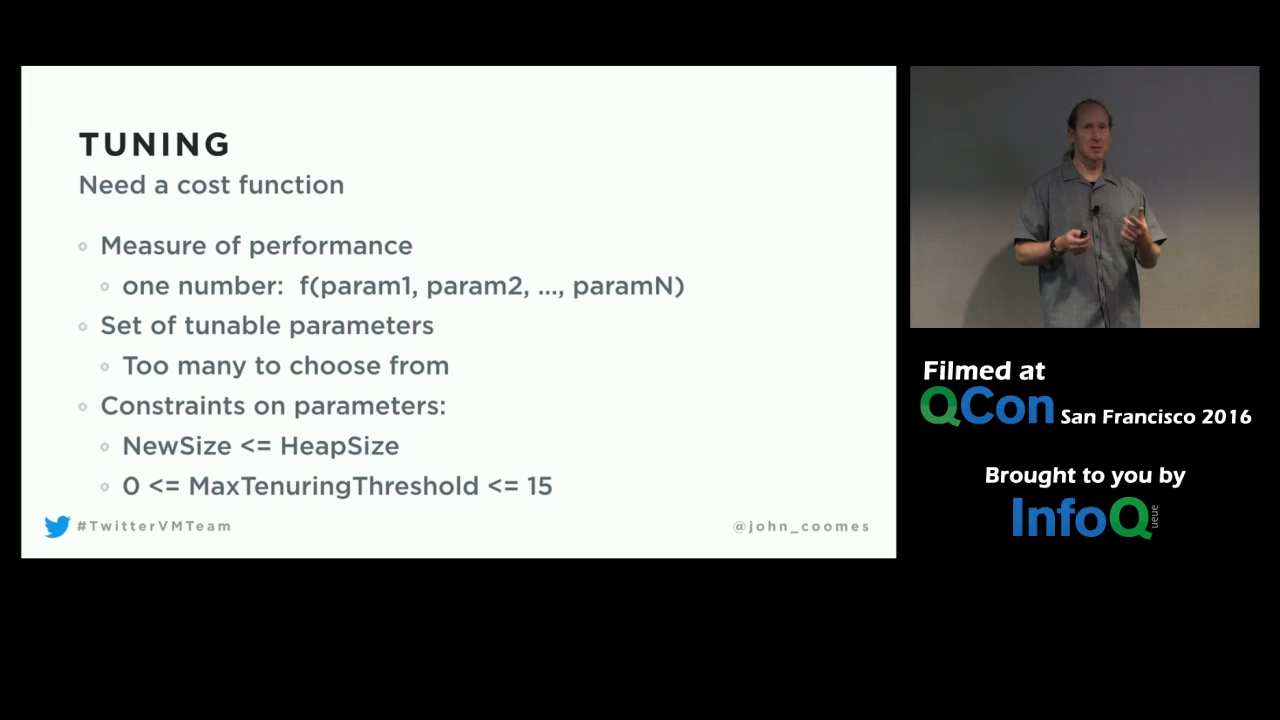 TUNING
Need a cost function
Measure of performance
one number: f(param1, param2, ..., paramN)
Set of tunable parameters
Too many to choose from
Constraints on parameters:
NewSize <= HeapSize
0 <= MaxTenuringThreshold <= 15
#TwitterVMTeam
@john_coomes
Filmed at
QCon San Francisco 2016
Brought to you by
InfoQ
ueue